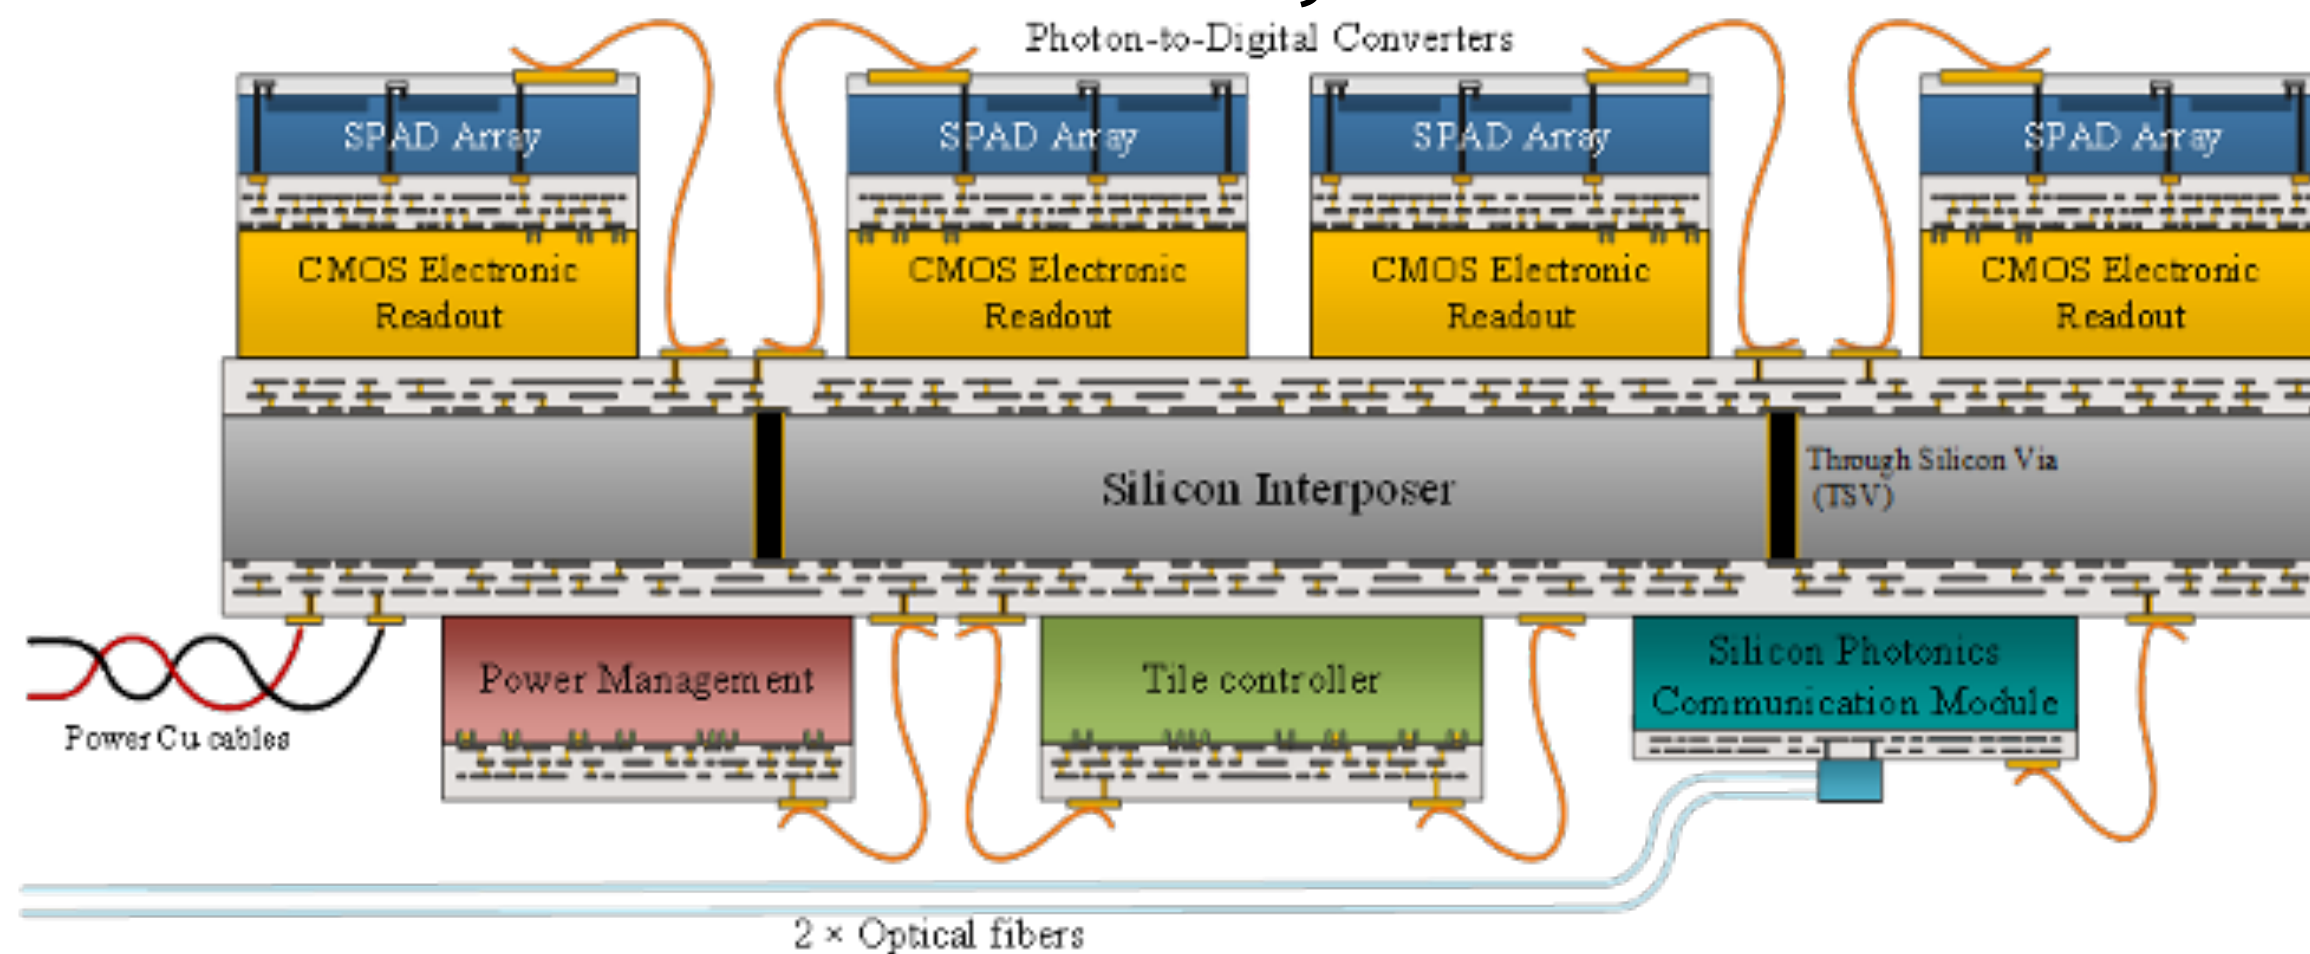 Photon-to-Digital Converters
SPAD Array
SPAD Array
SPAD Array
SPAD Array
CMOS Electronic
Readout
CMOS Electronic
Readout
CMOS Electronic
Readout
CMOS Electronic
Readout
Silicon Interposer
Through Silicon Via
(TSV)
Power Management
Tile controller
Silicon Photonics
Communication Module
Power Cu cables
2 × Optical fibers